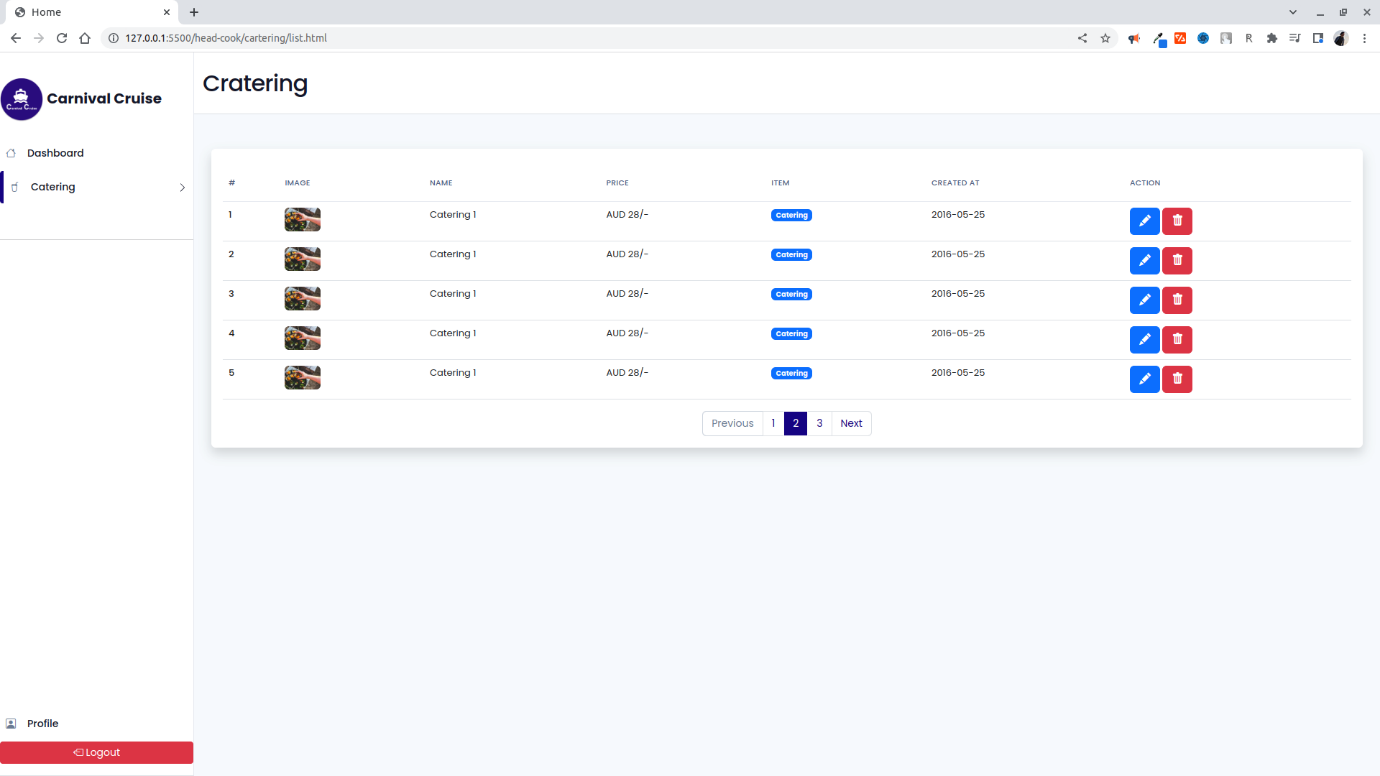 Home
127.0.0.1:5500/head-cook/cartering/list.html
Carnival Cruise
Cratering
Dashboard
Catering
# IMAGE NAME PRICE ITEM CREATED AT ACTION
1 Catering 1 AUD 28/- Catering 2016-05-25
2 Catering 1 AUD 28/- Catering 2016-05-25
3 Catering 1 AUD 28/- Catering 2016-05-25
4 Catering 1 AUD 28/- Catering 2016-05-25
5 Catering 1 AUD 28/- Catering 2016-05-25
Previous 1 2 3 Next
Profile
Logout